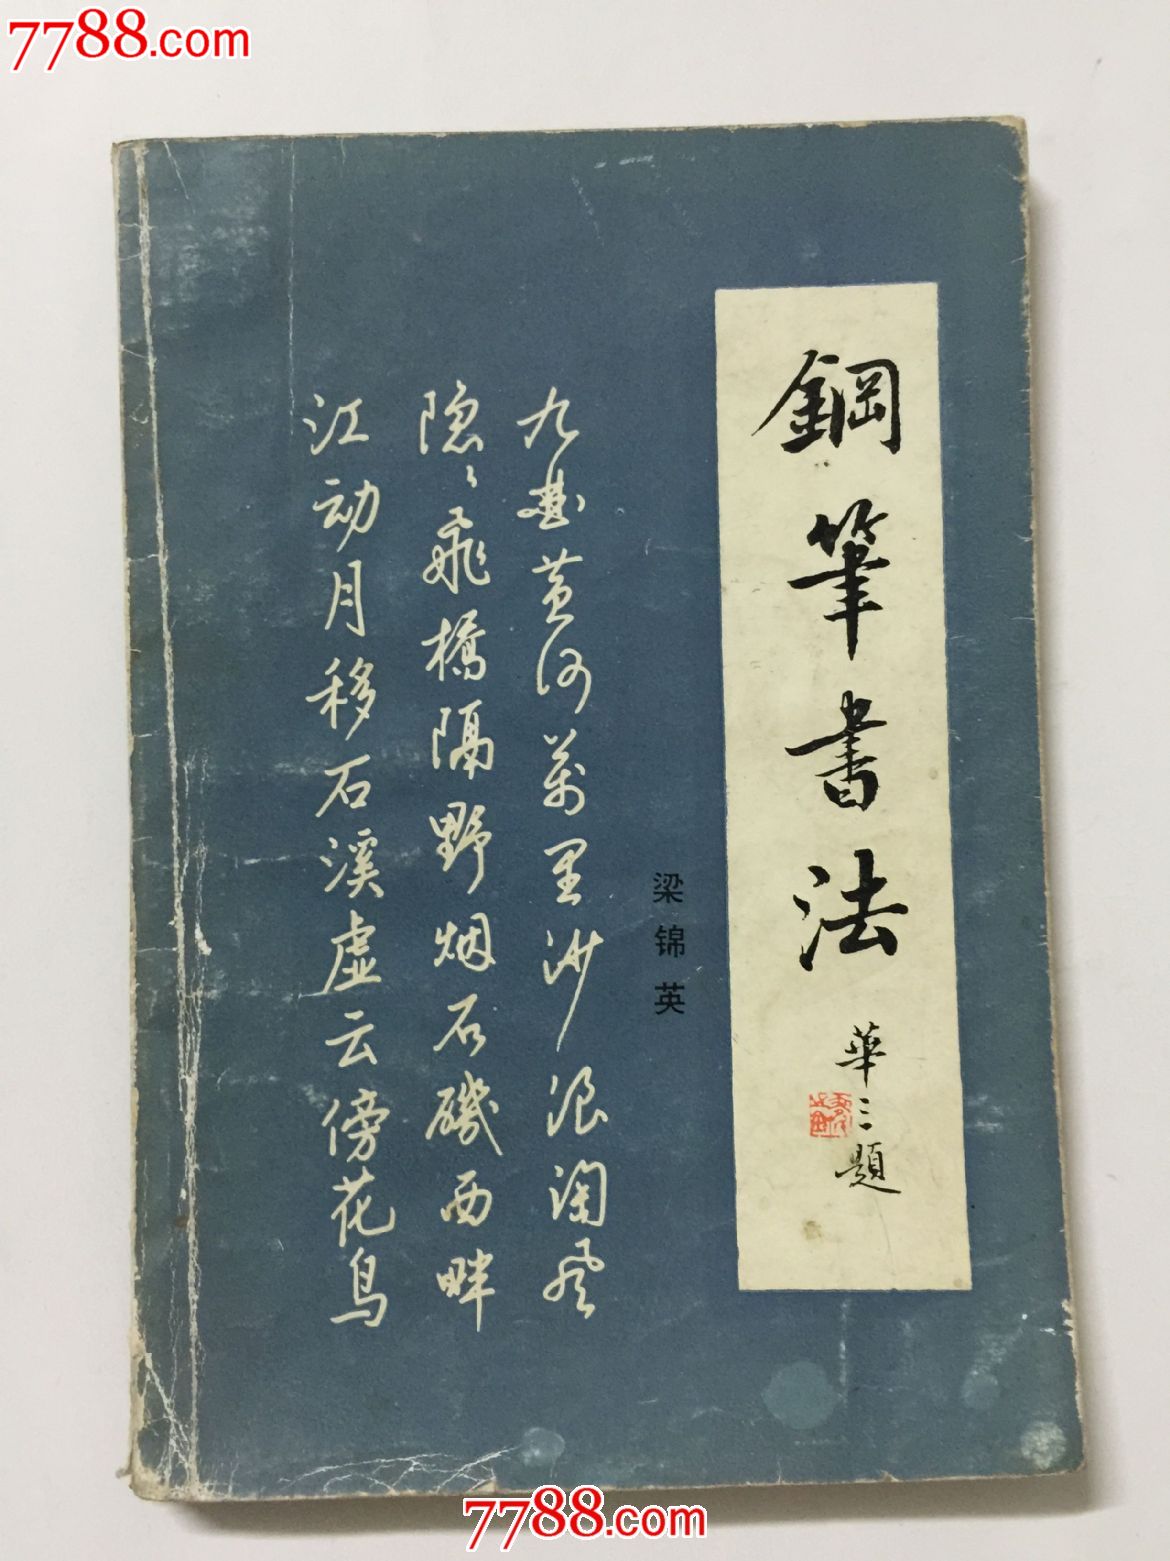 7788.com
鋼筆書法
華三題
梁锦英
九曲黄河萬里沙浪淘风
隐隐飛橋隔野烟石磯西畔
江动月移石溪虚云傍花鸟
7788.com